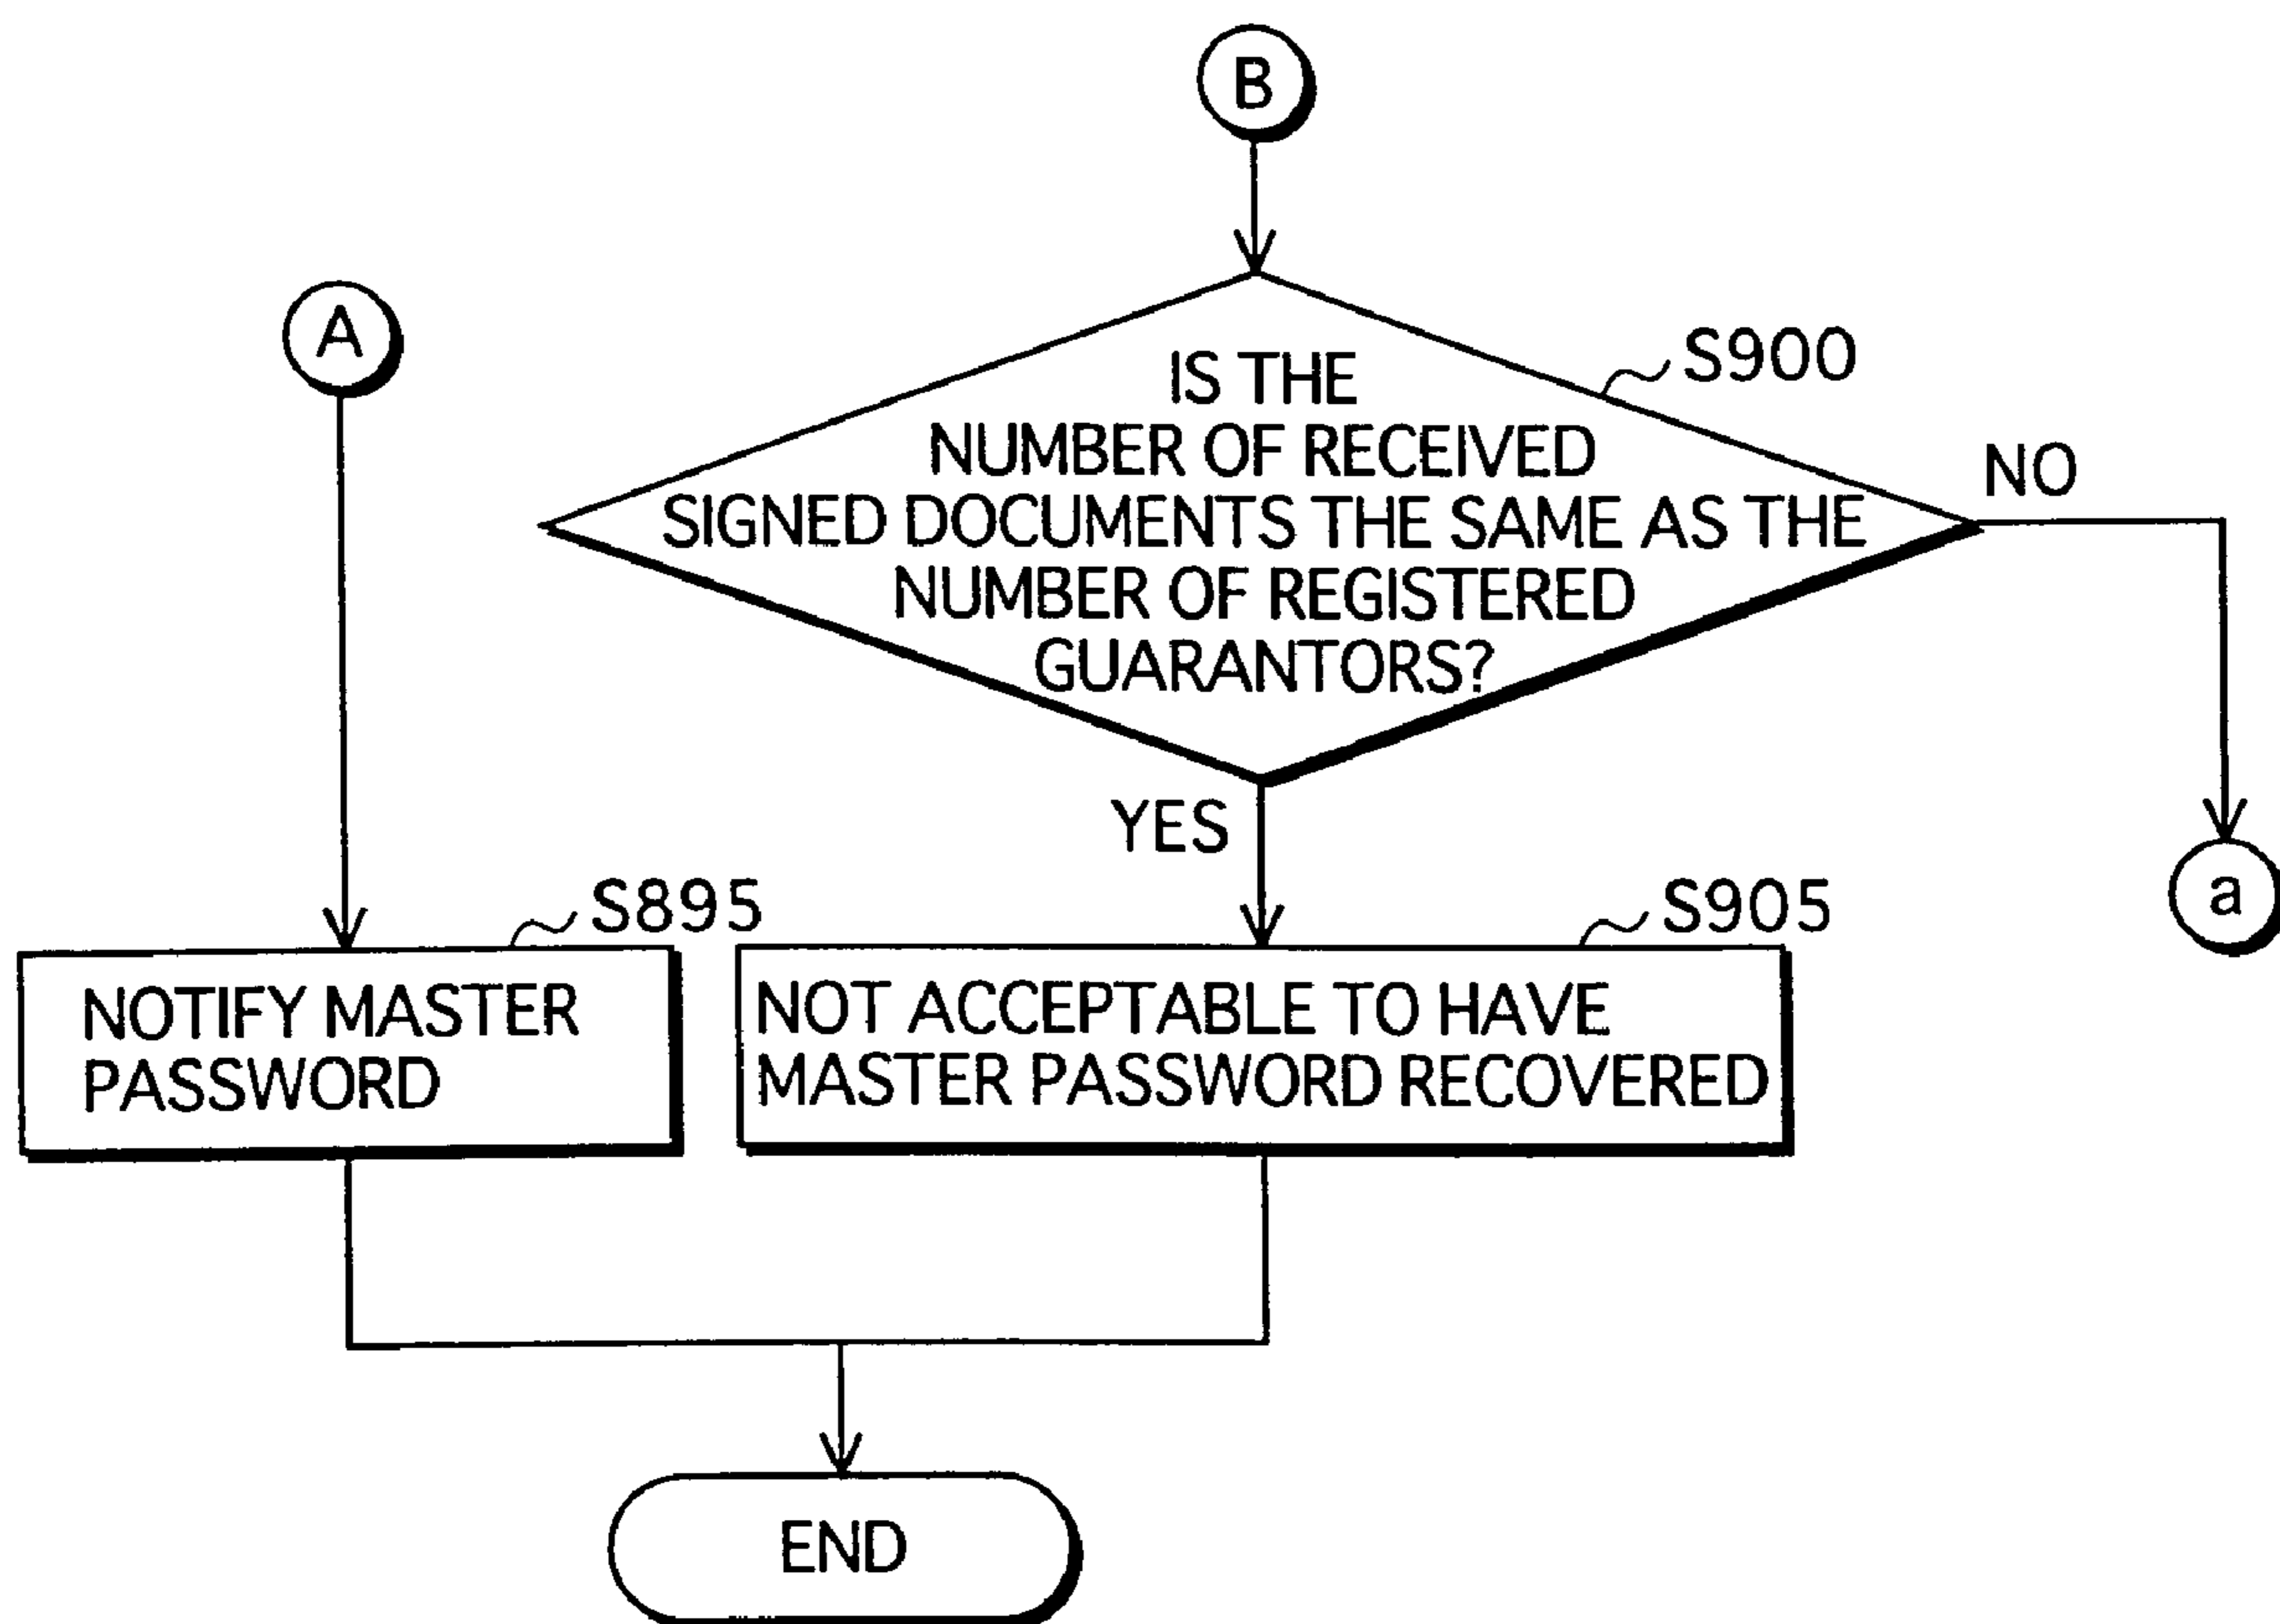 B
A
S900
IS THE
NUMBER OF RECEIVED
SIGNED DOCUMENTS THE SAME AS THE
NUMBER OF REGISTERED
GUARANTORS?
NO
YES
a
S895
NOTIFY MASTER
PASSWORD
S905
NOT ACCEPTABLE TO HAVE
MASTER PASSWORD RECOVERED
END